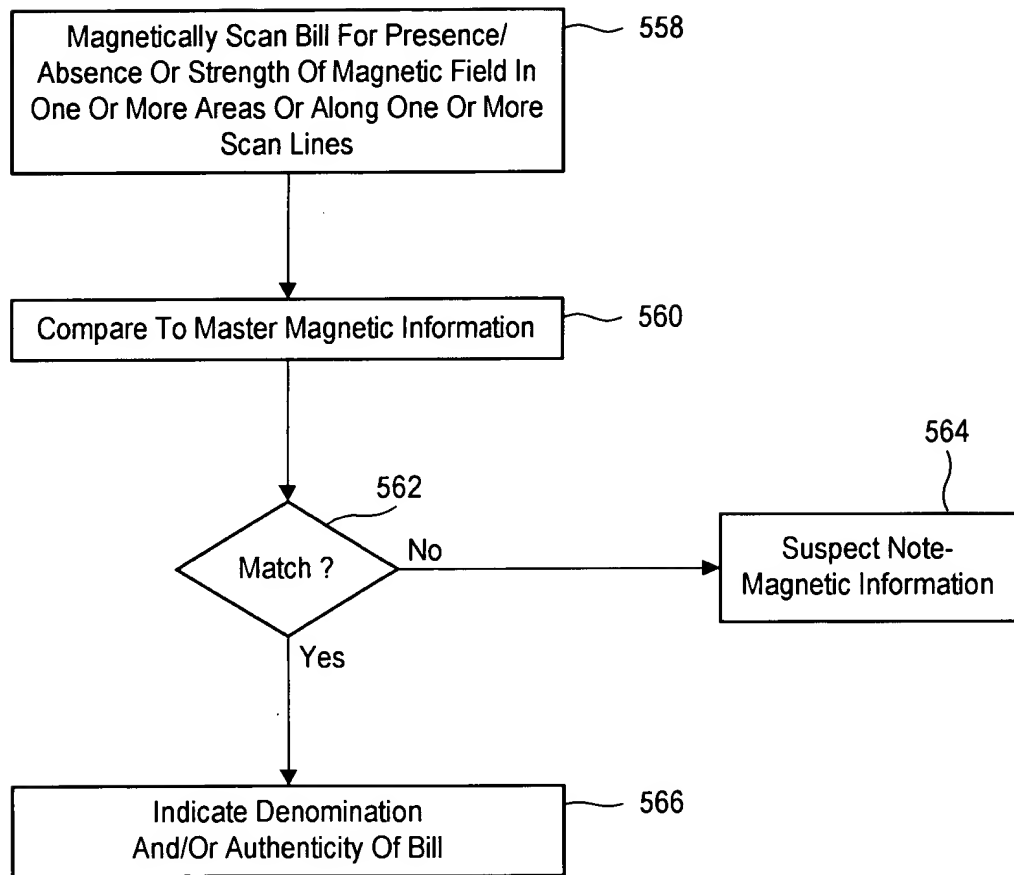 Magnetically Scan Bill For Presence/
Absence Or Strength Of Magnetic Field In
One Or More Areas Or Along One Or More
Scan Lines
558
Compare To Master Magnetic Information
560
562
Match ?
No
Yes
564
Suspect Note-
Magnetic Information
Indicate Denomination
And/Or Authenticity Of Bill
566